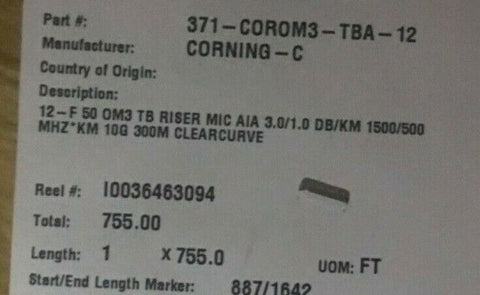 Part #: 371-COROM3-TBA-12
Manufacturer: CORNING-C
Country of Origin:
Description:
12-F 50 OM3 TB RISER MIC AIA 3.0/1.0 DB/KM 1500/500
MHZ*KM 10G 300M CLEARCURVE
Reel #: I0036463094
Total: 755.00
Length: 1 X 755.0 UOM: FT
Start/End Length Marker: 887/1642